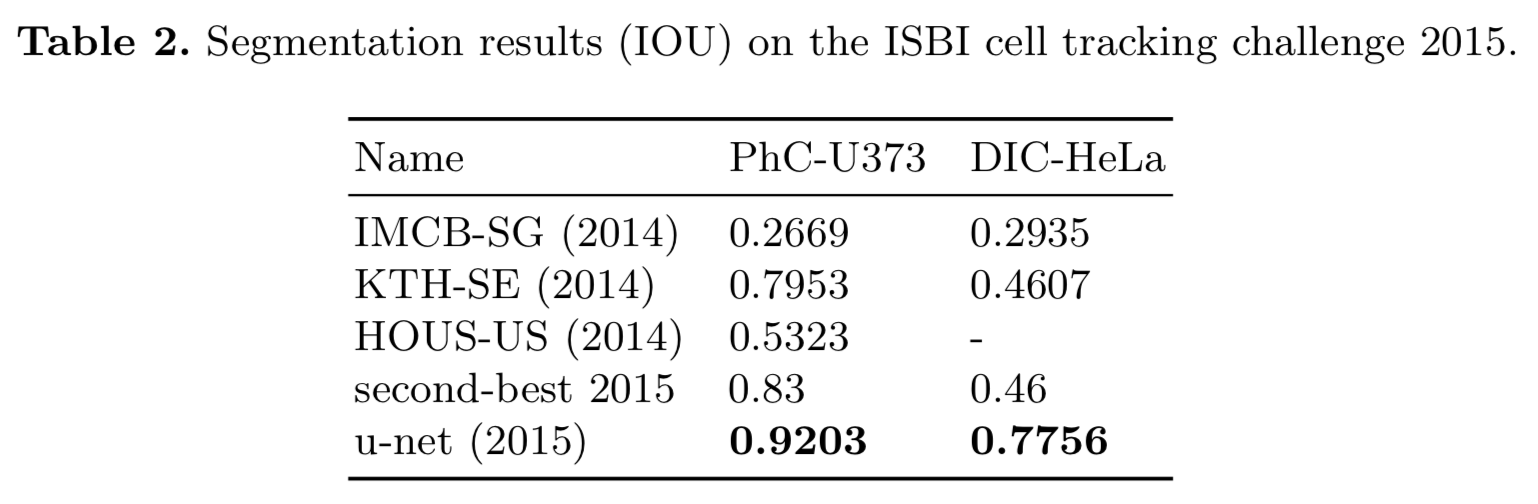 Table 2. Segmentation results (IOU) on the ISBI cell tracking challenge 2015.
Name PhC-U373 DIC-HeLa
IMCB-SG (2014) 0.2669 0.2935
KTH-SE (2014) 0.7953 0.4607
HOUS-US (2014) 0.5323 -
second-best 2015 0.83 0.46
u-net (2015) 0.9203 0.7756